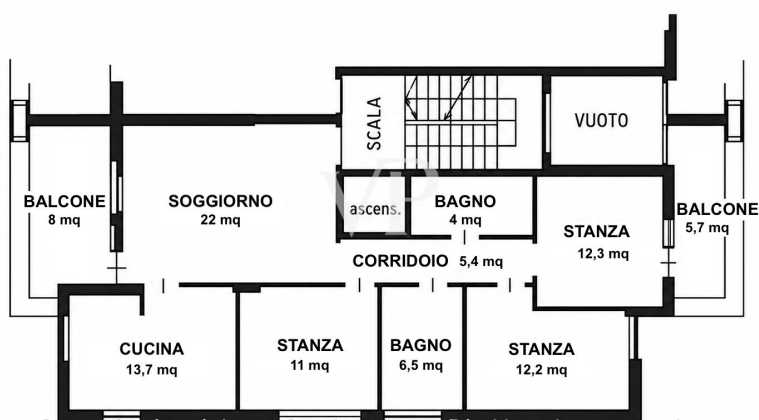 SCALA
VUOTO
BALCONE
8 mq
SOGGIORNO
22 mq
ascens.
BAGNO
4 mq
STANZA
12,3 mq
BALCONE
5,7 mq
CORRIDOIO 5,4 mq
CUCINA
13,7 mq
STANZA
11 mq
BAGNO
6,5 mq
STANZA
12,2 mq
VP